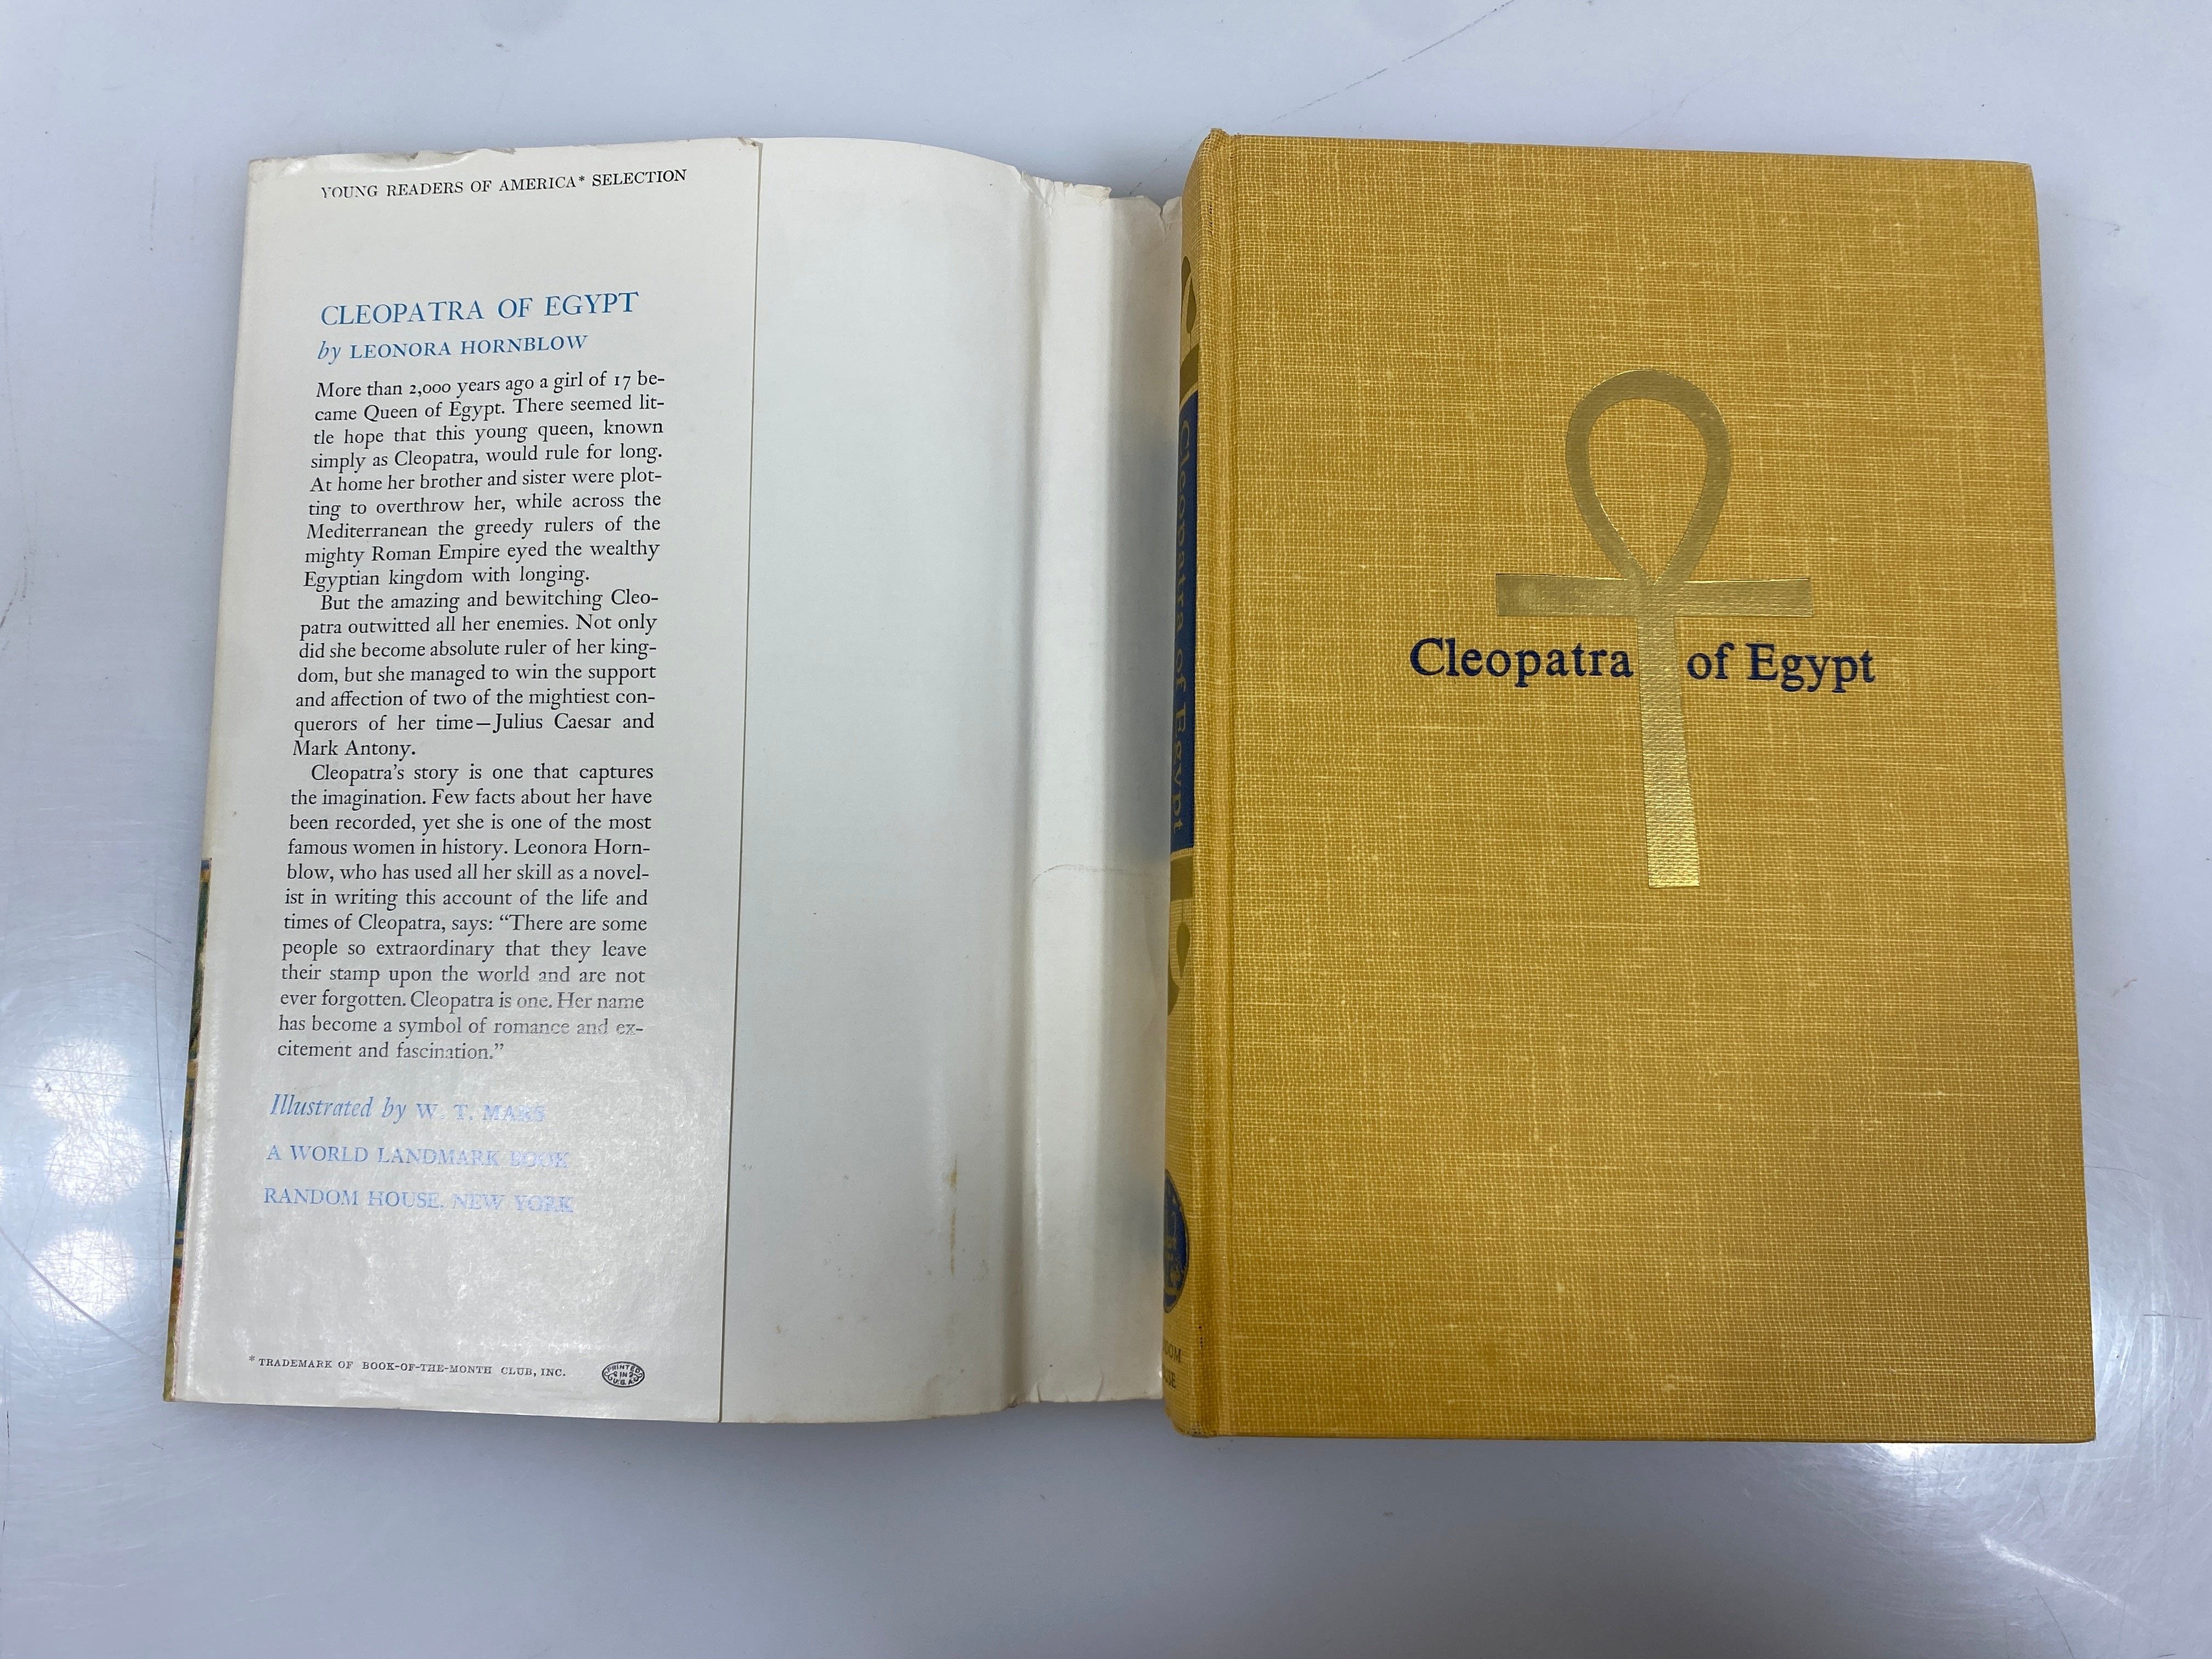 YOUNG READERS OF AMERICA* SELECTION
CLEOPATRA OF EGYPT
by LEONORA HORNBLOW
More than 2,000 years ago a girl of 17 be-
came Queen of Egypt. There seemed lit-
tle hope that this young queen, known
simply as Cleopatra, would rule for long.
At home her brother and sister were plot-
ting to overthrow her, while across the
Mediterranean the greedy rulers of the
mighty Roman Empire eyed the wealthy
Egyptian kingdom with longing.
But the amazing and bewitching Cleo-
patra outwitted all her enemies. Not only
did she become absolute ruler of her king-
dom, but she managed to win the support
and affection of two of the mightiest con-
querors of her time—Julius Caesar and
Mark Antony.
Cleopatra's story is one that captures
the imagination. Few facts about her have
been recorded, yet she is one of the most
famous women in history. Leonora Horn-
blow, who has used all her skill as a novel-
ist in writing this account of the life and
times of Cleopatra, says: “There are some
people so extraordinary that they leave
their stamp upon the world and are not
ever forgotten. Cleopatra is one. Her name
has become a symbol of romance and ex-
citement and fascination.”
Illustrated by W. T. MARS
A WORLD LANDMARK BOOK
RANDOM HOUSE, NEW YORK
*TRADEMARK OF BOOK-OF-THE-MONTH CLUB, INC.
PRINTED IN U.S.A.
Cleopatra of Egypt
Cleopatra of Egypt